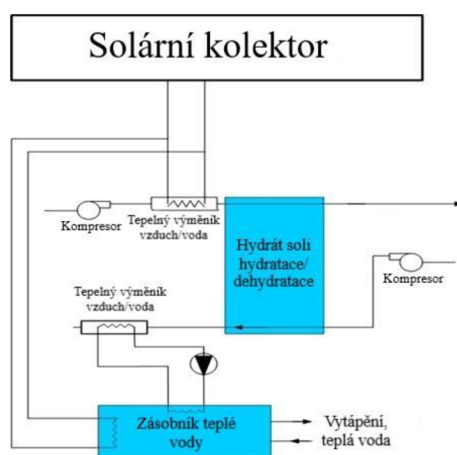 Solární kolektor
Tepelný výměník
vzduch/voda
Kompresor
Hydrát soli
hydratace/
dehydratace
Kompresor
Tepelný výměník
vzduch/voda
Zásobník teplé
vody
Vytápění,
teplá voda